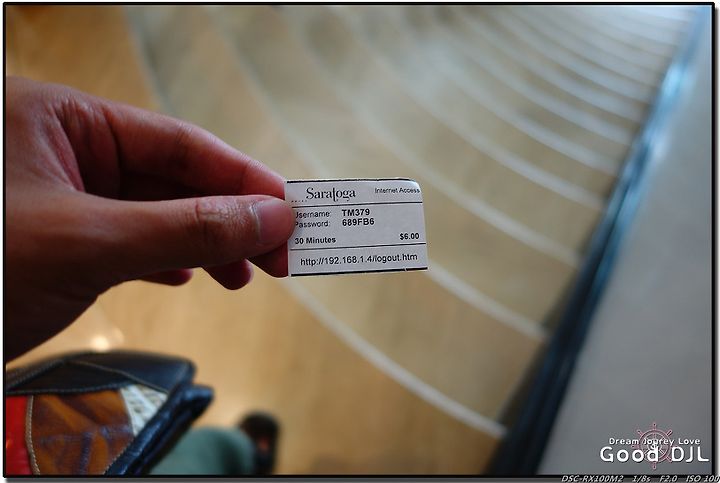 Saratoga Internet Access
Username: TM379
Password: 689FB6
30 Minutes $6.00
http://192.168.1.4/logout.htm
Dream Jourey Love
Good DJL
DSC-RX100M2 1/8s F2.0 ISO 100